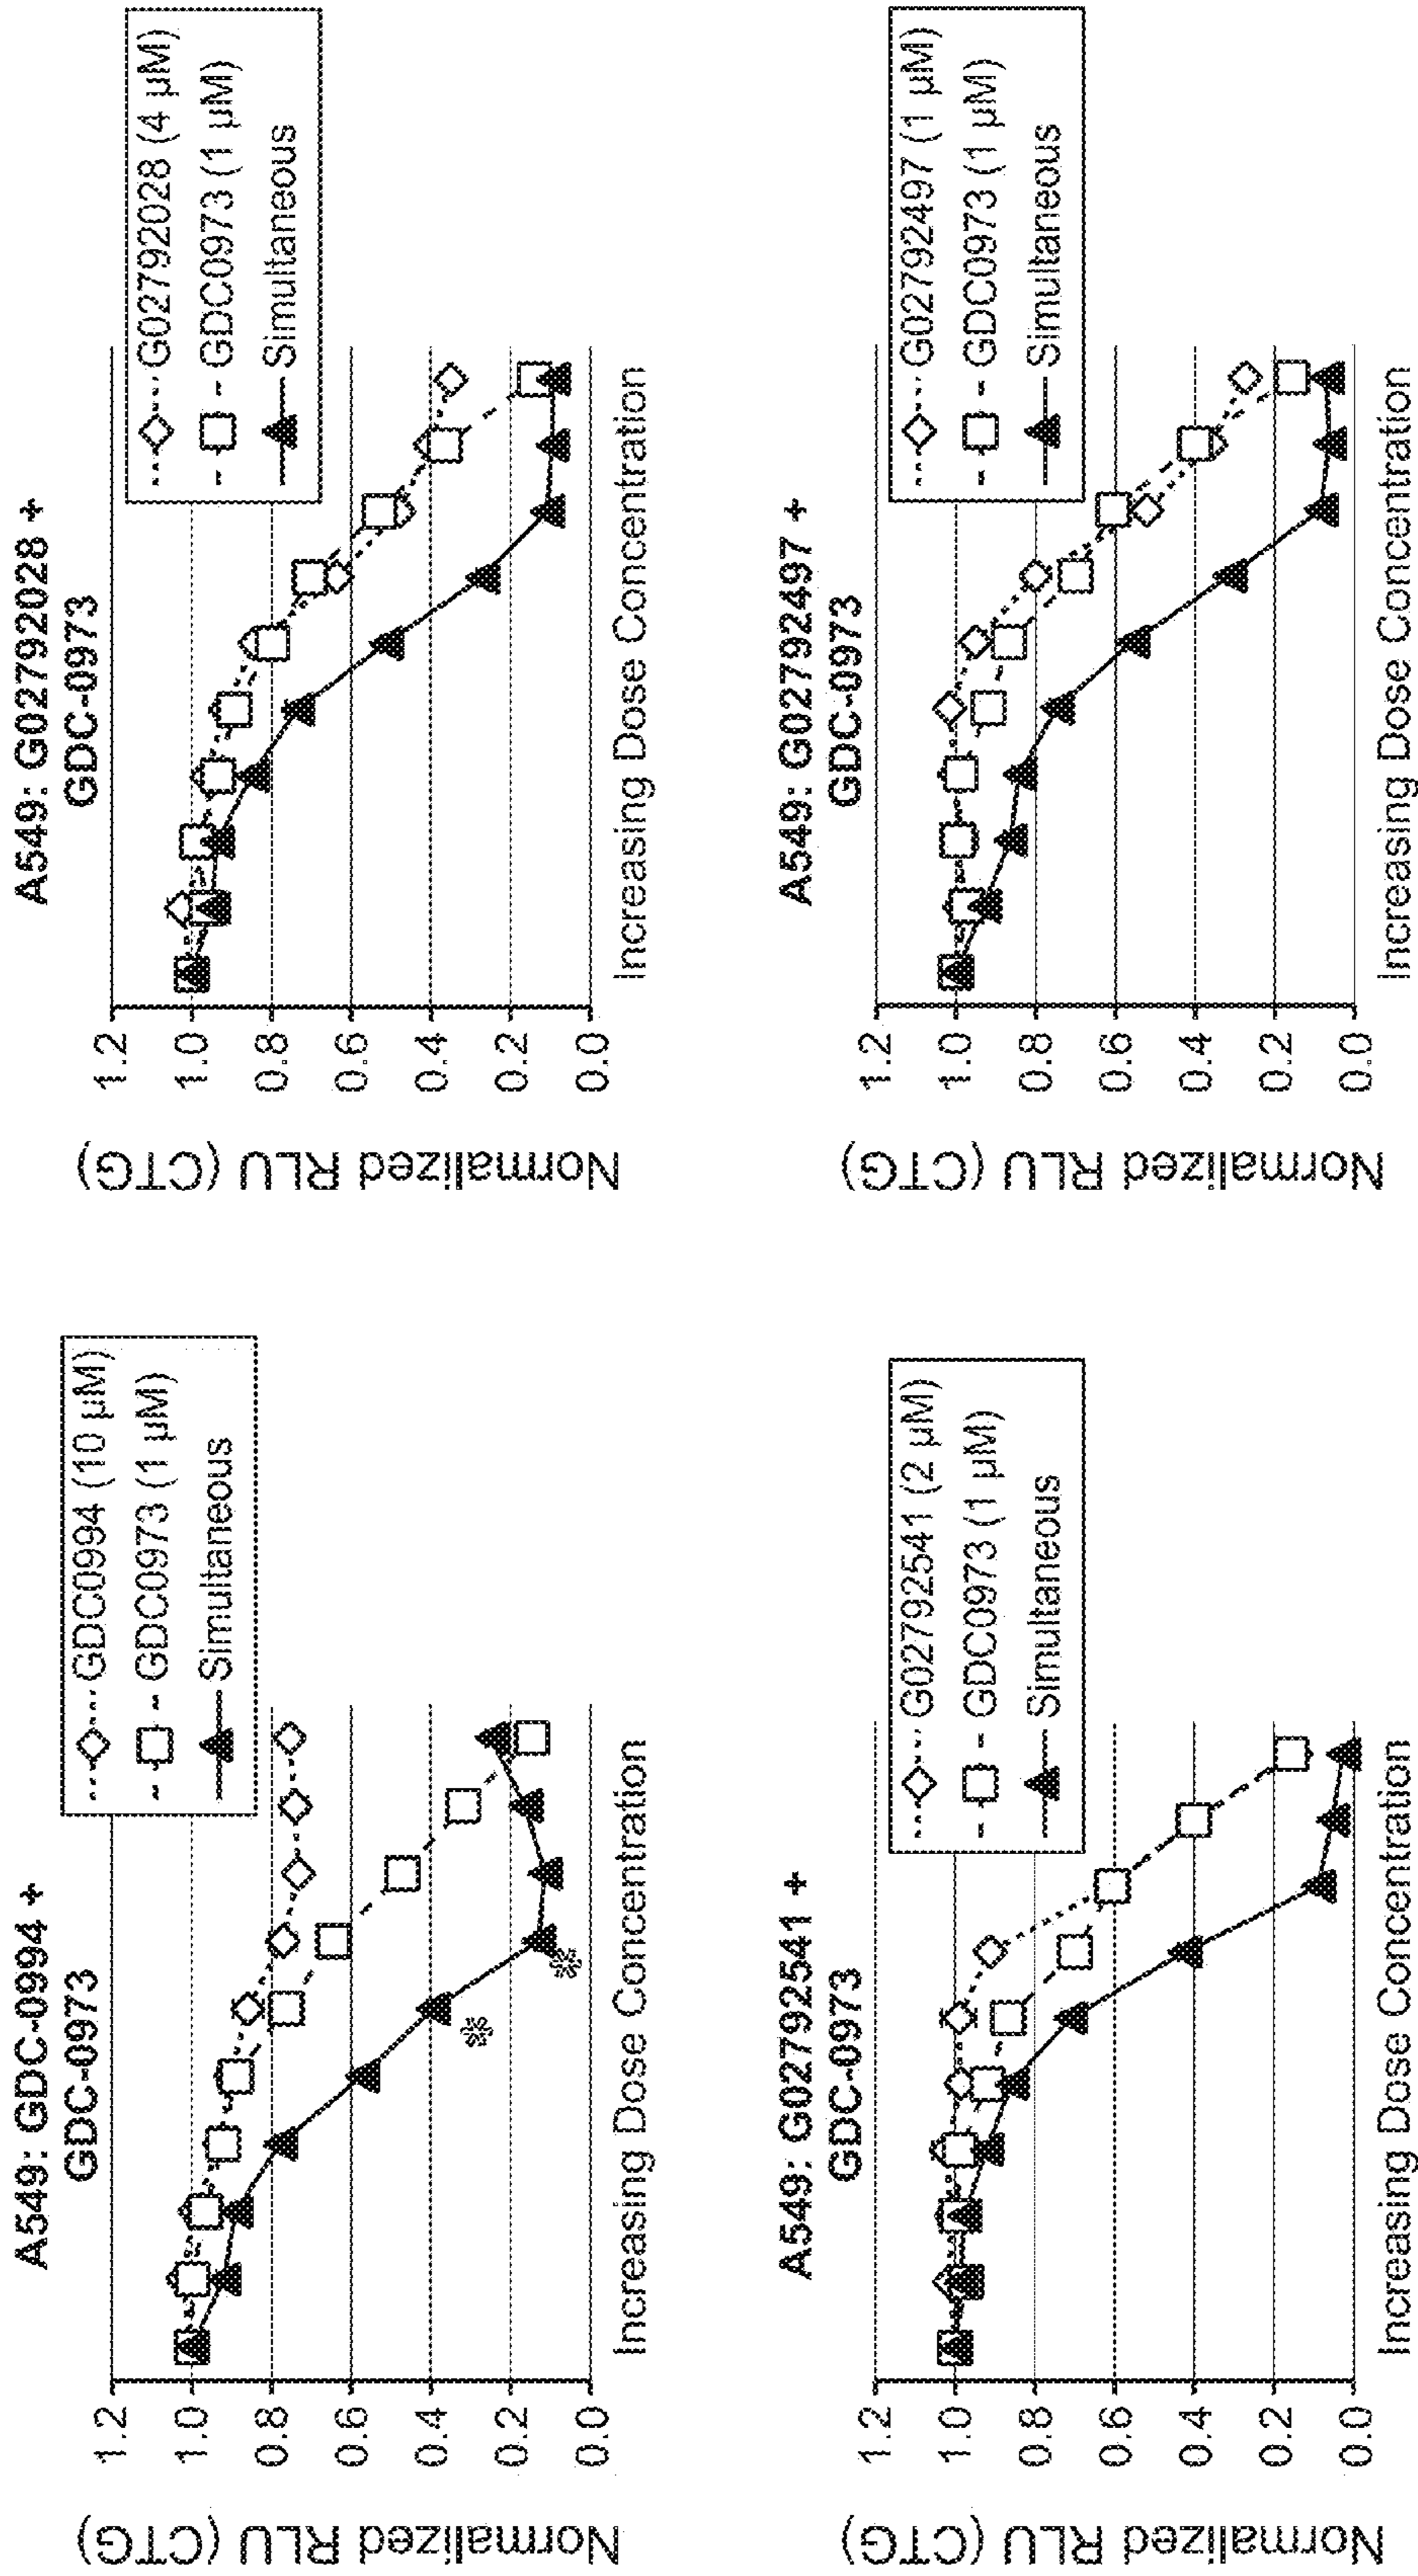 A549: GDC-0994 +
GDC-0973
Normalized RLU (CTG)
1.2
1.0
0.8
0.6
0.4
0.2
0.0
GDC0994 (10 µM)
GDC0973 (1 µM)
Simultaneous
Increasing Dose Concentration
A549: G02792028 +
GDC-0973
Normalized RLU (CTG)
1.2
1.0
0.8
0.6
0.4
0.2
0.0
G02792028 (4 µM)
GDC0973 (1 µM)
Simultaneous
Increasing Dose Concentration
A549: G02792541 +
GDC-0973
Normalized RLU (CTG)
1.2
1.0
0.8
0.6
0.4
0.2
0.0
G02792541 (2 µM)
GDC0973 (1 µM)
Simultaneous
Increasing Dose Concentration
A549: G02792497 +
GDC-0973
Normalized RLU (CTG)
1.2
1.0
0.8
0.6
0.4
0.2
0.0
G02792497 (1 µM)
GDC0973 (1 µM)
Simultaneous
Increasing Dose Concentration